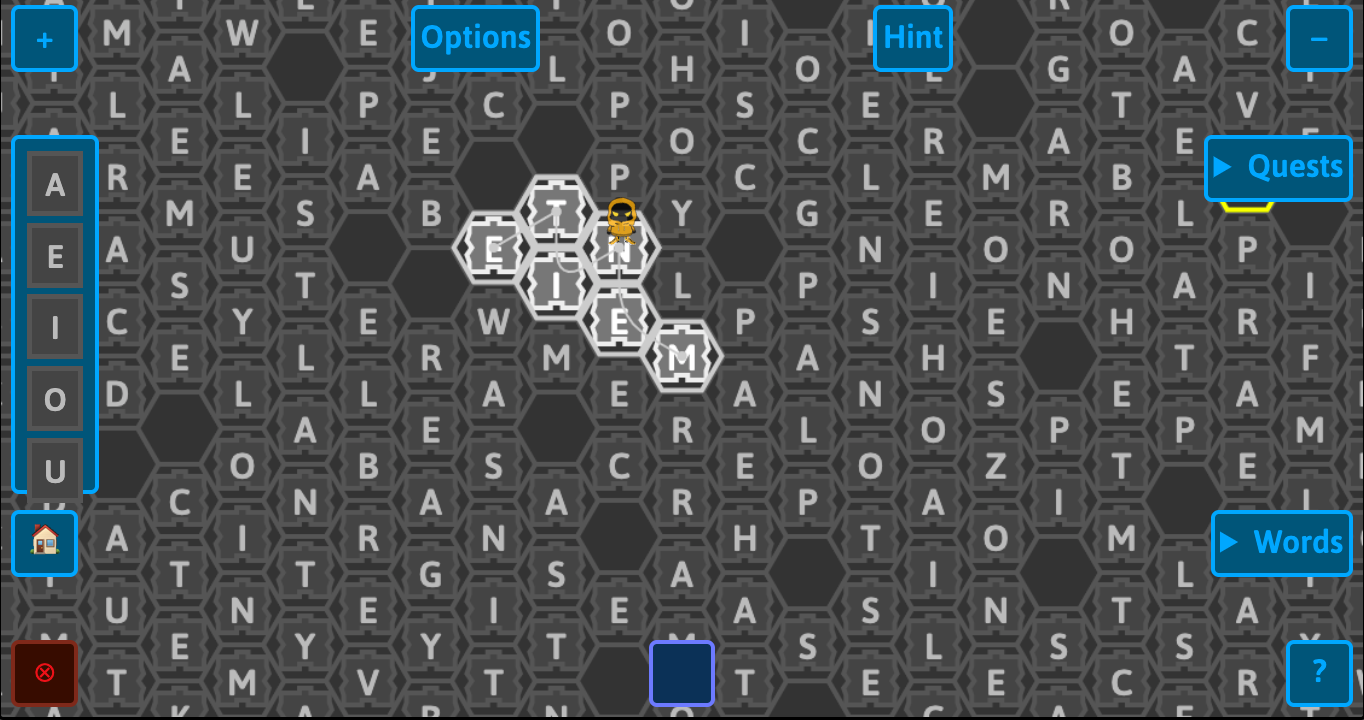 + M W E Options O I Hint O C −
A J L H O E G A
L L P C P S E T V
E I E O C R A E
A R E A P C L M B ▶ Quests
M S B T Y G E R L
E A U E N N O O P
S T I L P I N A I
I C Y E W E P S E H R
E L R M M A H T F
O D L L A E A N S E A
A E R L O P P M
U O B S C E O Z T E
C N A A R P A I
A I R N H T O M ▶ Words
T T G S A I L
U N E I E A S N T A
E Y Y T S L S S
T M V T T E E C R ?